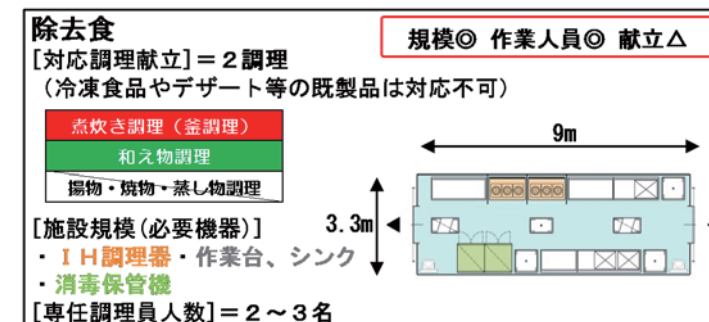 除去食
規模◎ 作業人員◎ 献立△
[対応調理献立]=2調理
(冷凍食品やデザート等の既製品は対応不可)
煮炊き調理(釜調理)
和え物調理
揚物・焼物・蒸し物調理
9m
3.3m
[施設規模(必要機器)]
・IH調理器・作業台、シンク
・消毒保管機
[専任調理員人数]=2~3名